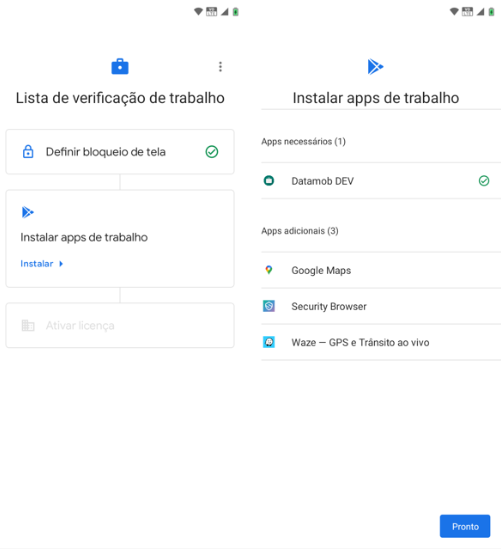 Lista de verificação de trabalho
Definir bloqueio de tela
Instalar apps de trabalho
Instalar
Ativar licença
Instalar apps de trabalho
Apps necessários (1)
Datamob DEV
Apps adicionais (3)
Google Maps
Security Browser
Waze – GPS e Trânsito ao vivo
Pronto